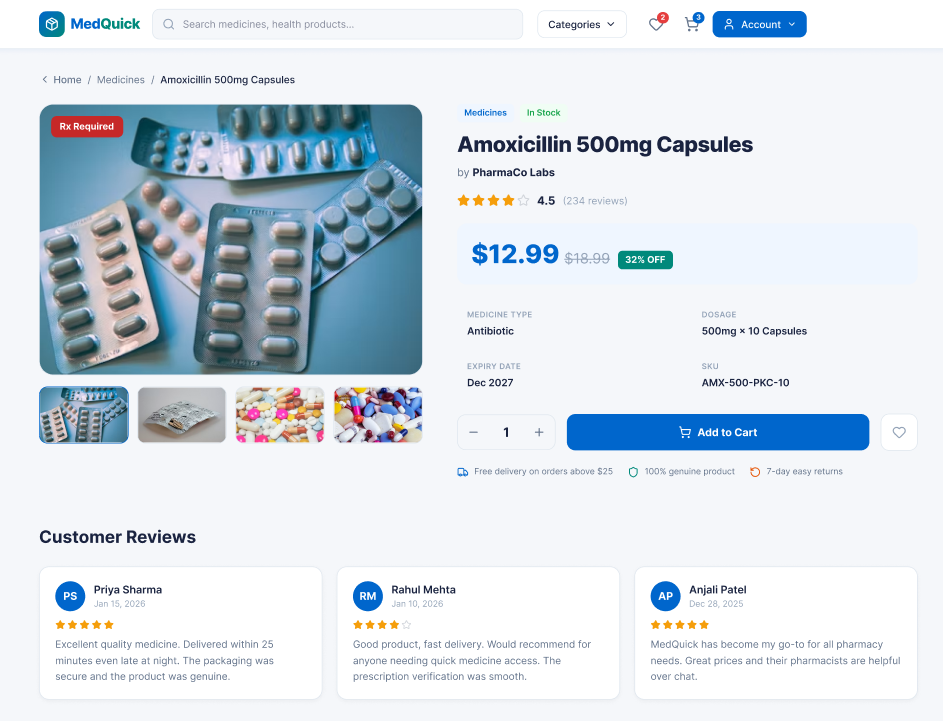 MedQuick
Search medicines, health products...
Categories
2
3
Account
Home / Medicines / Amoxicillin 500mg Capsules
Rx Required
Medicines
In Stock
Amoxicillin 500mg Capsules
by PharmaCo Labs
4.5 (234 reviews)
$12.99 $18.99 32% OFF
MEDICINE TYPE
Antibiotic
DOSAGE
500mg × 10 Capsules
EXPIRY DATE
Dec 2027
SKU
AMX-500-PKC-10
− 1 +
Add to Cart
Free delivery on orders above $25
100% genuine product
7-day easy returns
Customer Reviews
PS
Priya Sharma
Jan 15, 2026
Excellent quality medicine. Delivered within 25
minutes even late at night. The packaging was
secure and the product was genuine.
RM
Rahul Mehta
Jan 10, 2026
Good product, fast delivery. Would recommend for
anyone needing quick medicine access. The
prescription verification was smooth.
AP
Anjali Patel
Dec 28, 2025
MedQuick has become my go-to for all pharmacy
needs. Great prices and their pharmacists are helpful
over chat.